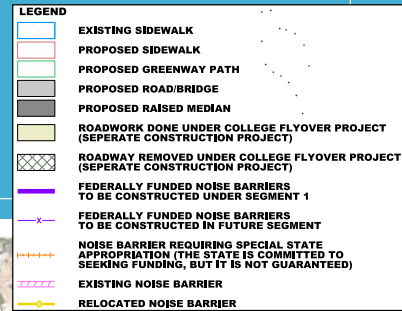 LEGEND
EXISTING SIDEWALK
PROPOSED SIDEWALK
PROPOSED GREENWAY PATH
PROPOSED ROAD/BRIDGE
PROPOSED RAISED MEDIAN
ROADWORK DONE UNDER COLLEGE FLYOVER PROJECT
(SEPERATE CONSTRUCTION PROJECT)
ROADWAY REMOVED UNDER COLLEGE FLYOVER PROJECT
(SEPERATE CONSTRUCTION PROJECT)
FEDERALLY FUNDED NOISE BARRIERS
TO BE CONSTRUCTED UNDER SEGMENT 1
X
FEDERALLY FUNDED NOISE BARRIERS
TO BE CONSTRUCTED IN FUTURE SEGMENT
NOISE BARRIER REQUIRING SPECIAL STATE
APPROPRIATION (THE STATE IS COMMITTED TO
SEEKING FUNDING, BUT IT IS NOT GUARANTEED)
EXISTING NOISE BARRIER
RELOCATED NOISE BARRIER